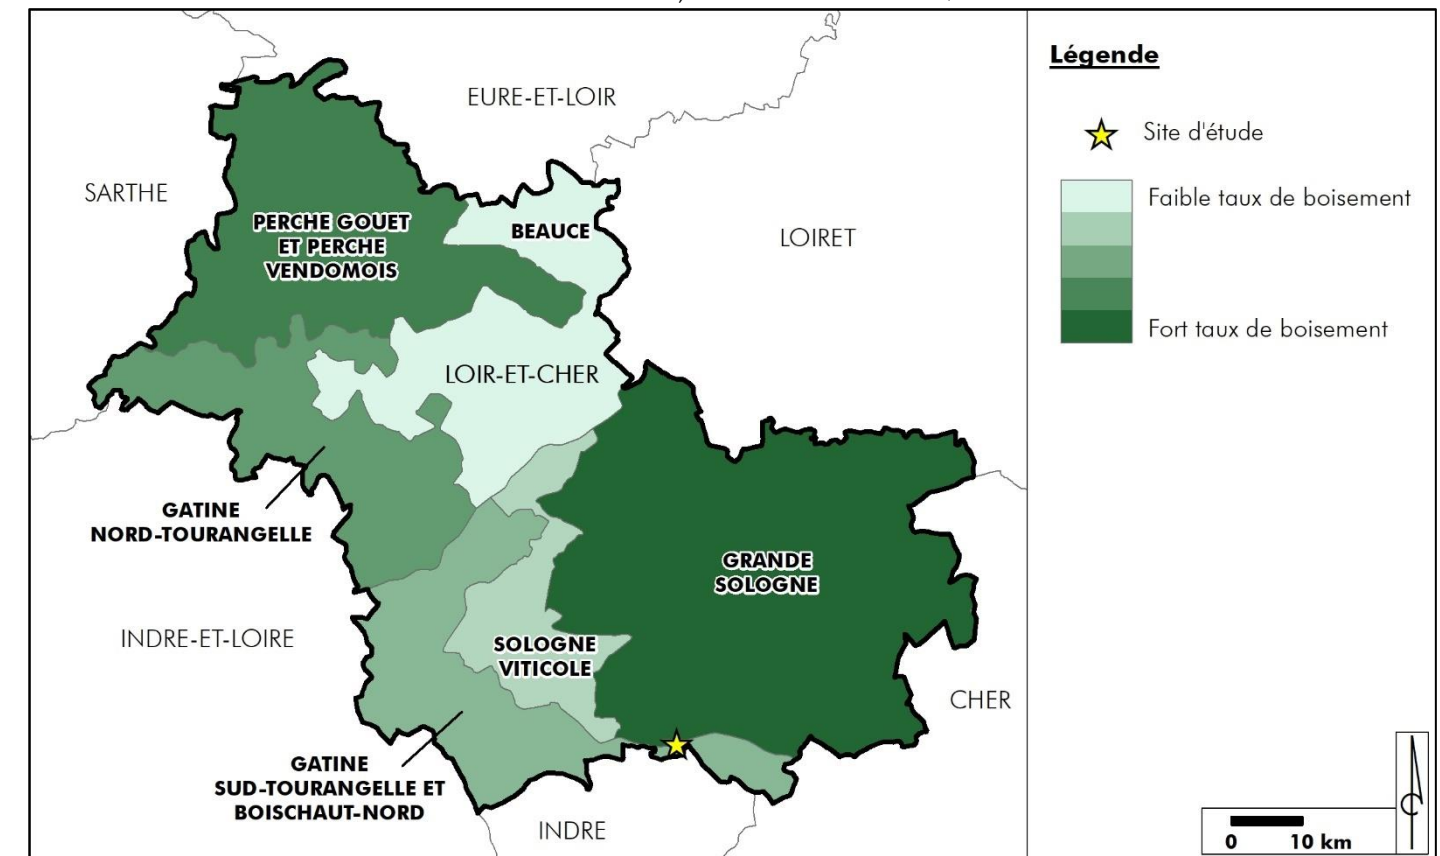 EURE-ET-LOIR
SARTHE
PERCHE GOUET
ET PERCHE
VENDOMOIS
BEAUCE
LOIRET
LOIR-ET-CHER
GATINE
NORD-TOURANGELLE
GRANDE
SOLOGNE
INDRE-ET-LOIRE
SOLOGNE
VITICOLE
CHER
GATINE
SUD-TOURANGELLE ET
BOISCHAUT-NORD
INDRE
Légende
Site d'étude
Faible taux de boisement
Fort taux de boisement
0 10 km